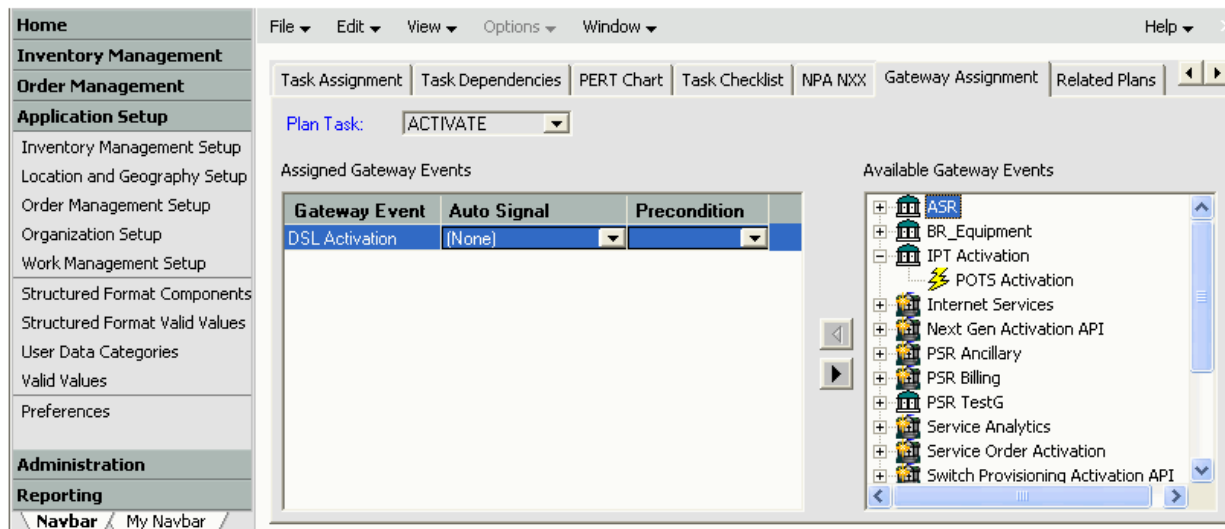 Home
Inventory Management
Order Management
Application Setup
Inventory Management Setup
Location and Geography Setup
Order Management Setup
Organization Setup
Work Management Setup
Structured Format Components
Structured Format Valid Values
User Data Categories
Valid Values
Preferences
Administration
Reporting
Navbar My Navbar
File Edit View Options Window Help
Task Assignment Task Dependencies PERT Chart Task Checklist NPA NXX Gateway Assignment Related Plans
Plan Task: ACTIVATE
Assigned Gateway Events
Gateway Event Auto Signal Precondition
DSL Activation (None)
Available Gateway Events
ASR
BR_Equipment
IPT Activation
POTS Activation
Internet Services
Next Gen Activation API
PSR Ancillary
PSR Billing
PSR TestG
Service Analytics
Service Order Activation
Switch Provisioning Activation API